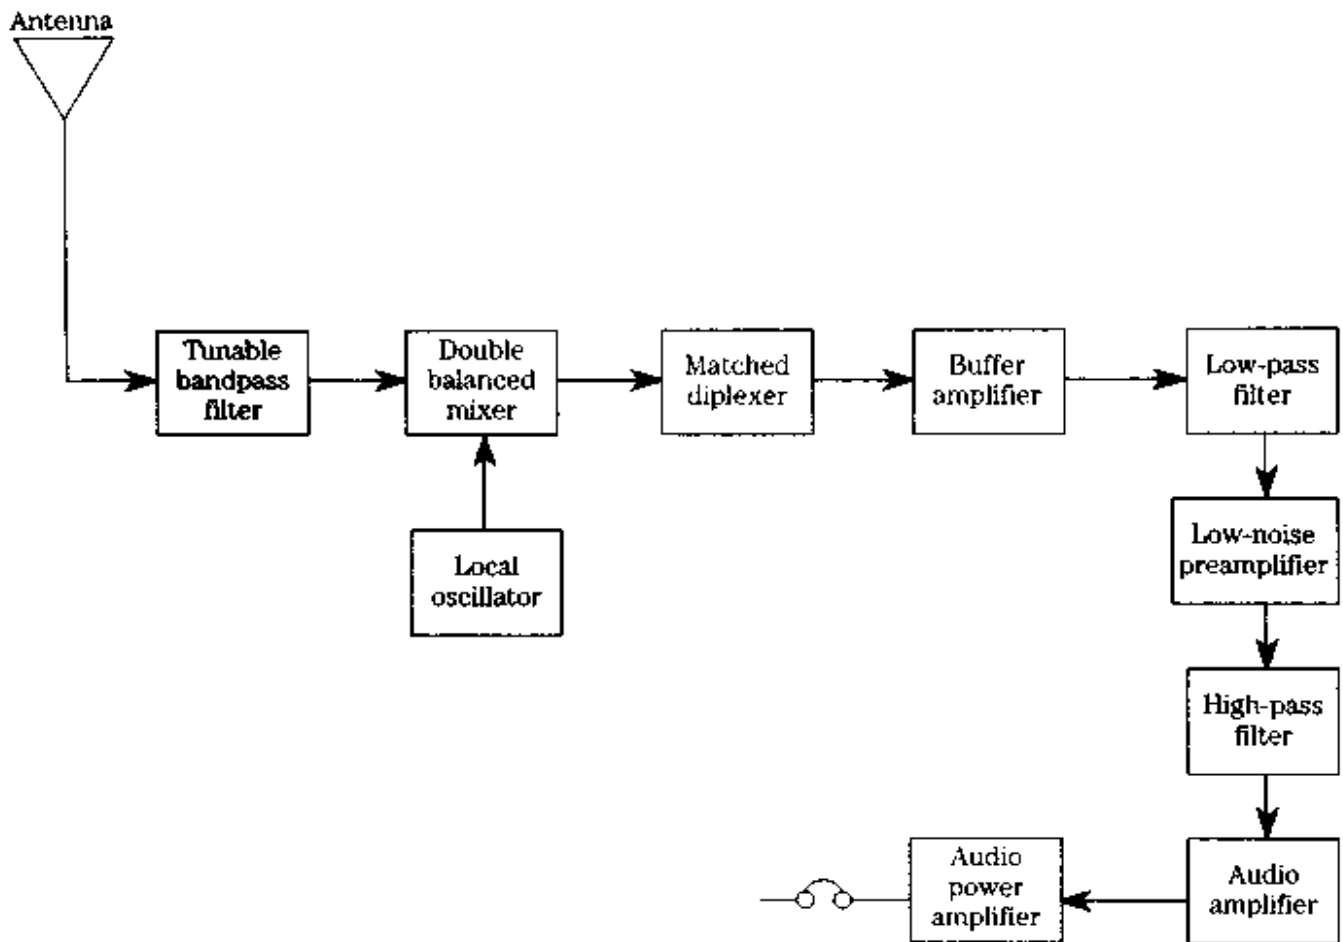 Antenna
Tunable
bandpass
filter
Double
balanced
mixer
Matched
diplexer
Buffer
amplifier
Low-pass
filter
Local
oscillator
Low-noise
preamplifier
High-pass
filter
Audio
power
amplifier
Audio
amplifier